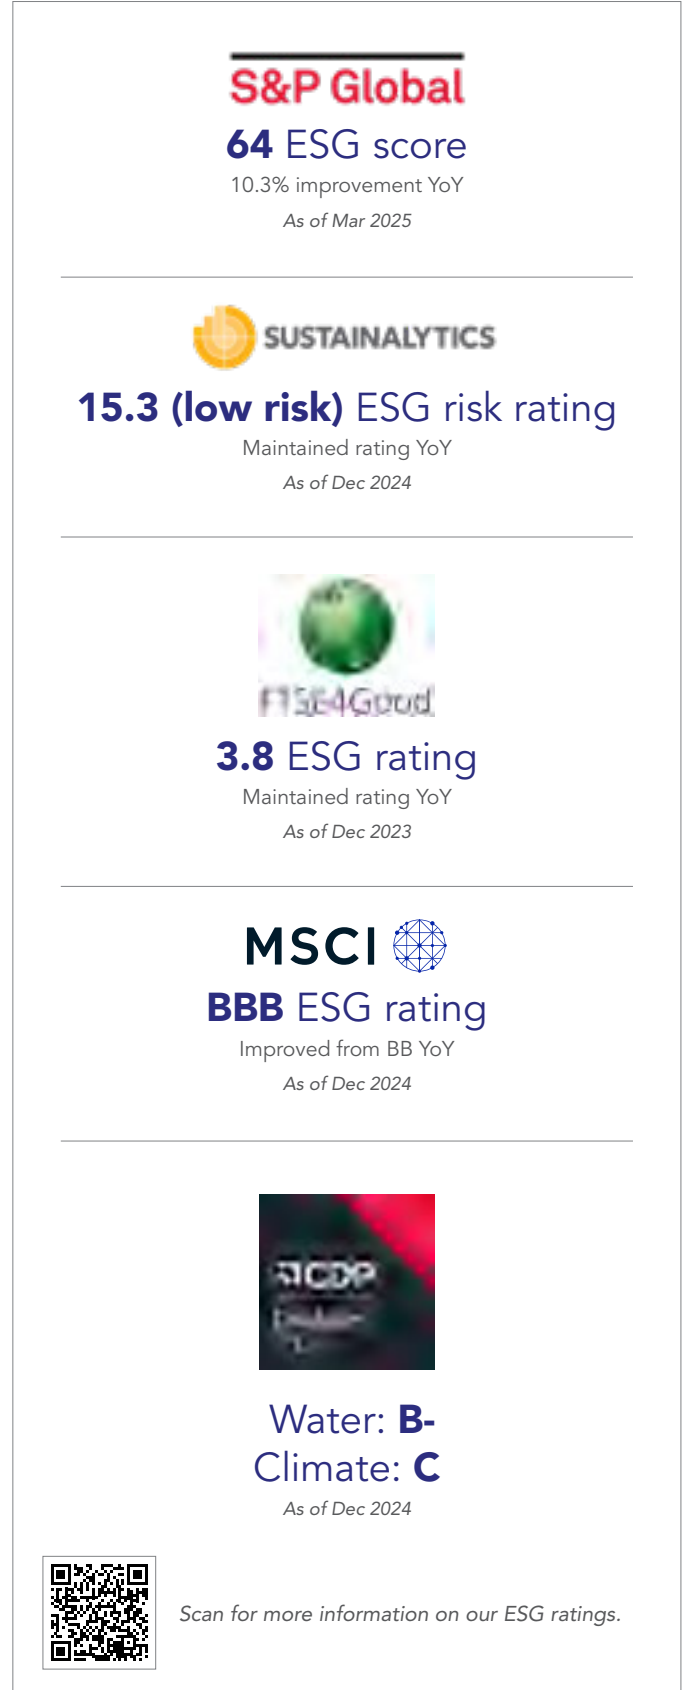 S&P Global
64 ESG score
10.3% improvement YoY
As of Mar 2025
SUSTAINALYTICS
15.3 (low risk) ESG risk rating
Maintained rating YoY
As of Dec 2024
FTSE4Good
3.8 ESG rating
Maintained rating YoY
As of Dec 2023
MSCI
BBB ESG rating
Improved from BB YoY
As of Dec 2024
CDP
Water: B-
Climate: C
As of Dec 2024
Scan for more information on our ESG ratings.